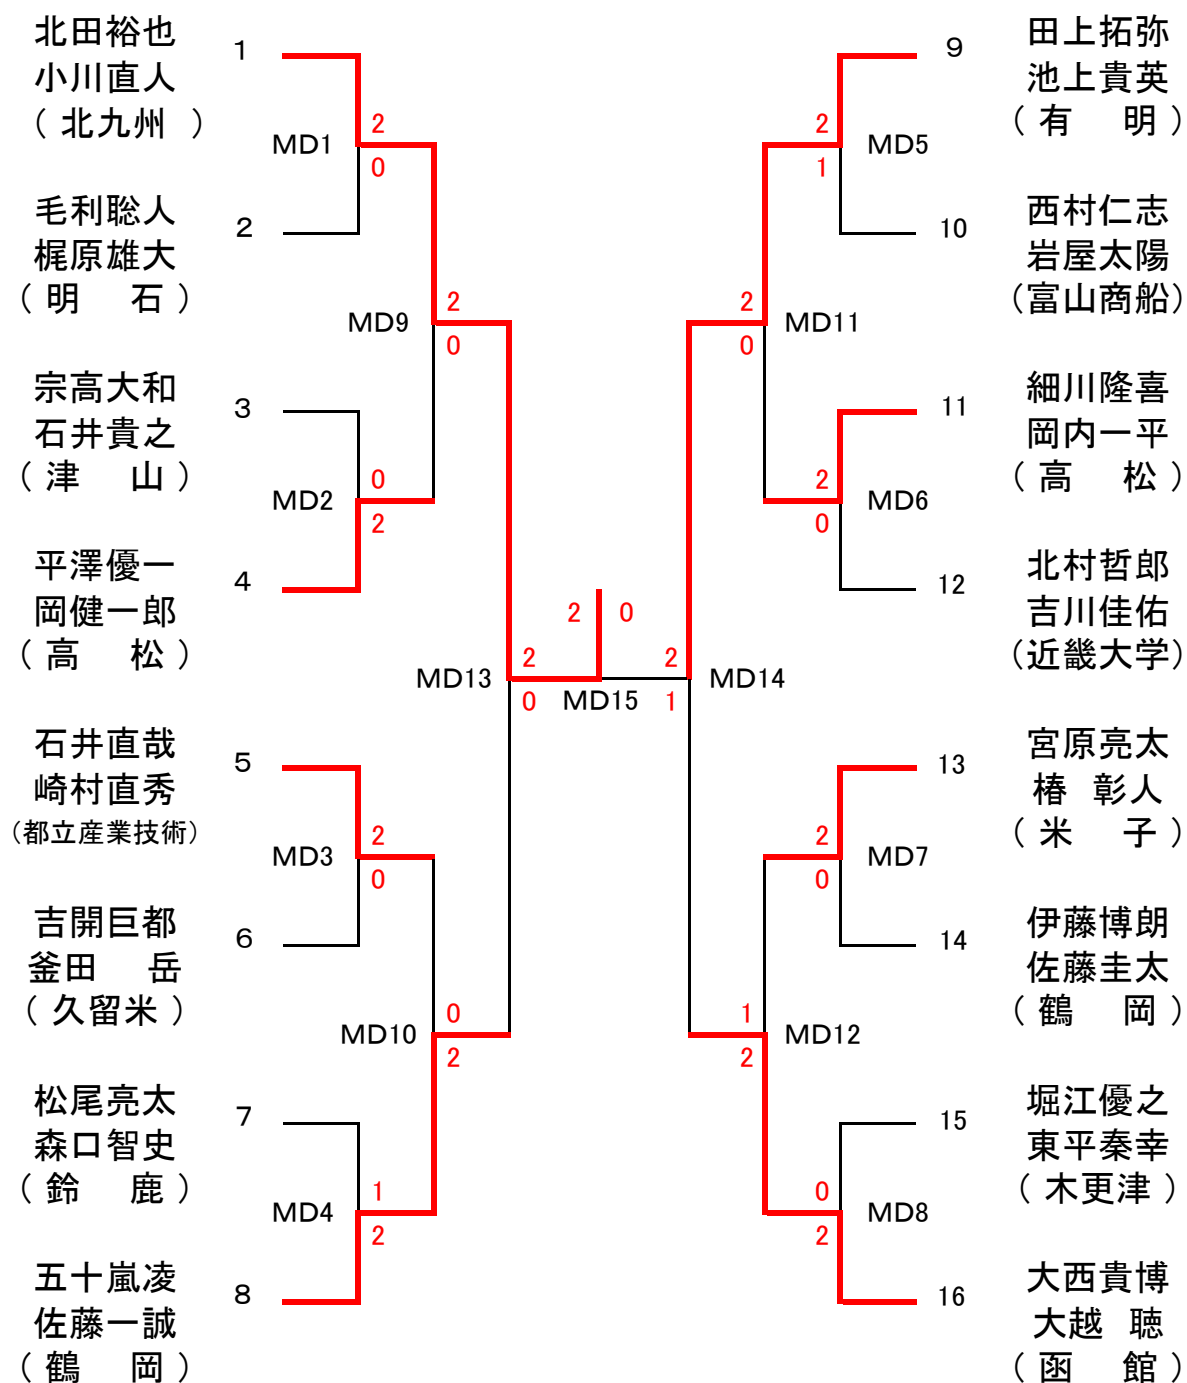 北田裕也
小川直人
（北九州）
1
毛利聡人
梶原雄大
（明　石）
2
宗高大和
石井貴之
（津　山）
3
平澤優一
岡健一郎
（高　松）
4
石井直哉
崎村直秀
（都立産業技術）
5
吉開巨都
釜田　岳
（久留米）
6
松尾亮太
森口智史
（鈴　鹿）
7
五十嵐凌
佐藤一誠
（鶴　岡）
8
MD1
2
0
MD2
0
2
MD3
2
0
MD4
1
2
MD9
2
0
MD10
0
2
MD13
2
0
2
0
MD15
2
1
MD14
2
0
MD11
1
2
MD12
2
1
MD5
2
0
MD6
2
0
MD7
0
2
MD8
9
田上拓弥
池上貴英
（有　明）
10
西村仁志
岩屋太陽
（富山商船）
11
細川隆喜
岡内一平
（高　松）
12
北村哲郎
吉川佳佑
（近畿大学）
13
宮原亮太
椿　彰人
（米　子）
14
伊藤博朗
佐藤圭太
（鶴　岡）
15
堀江優之
東平秦幸
（木更津）
16
大西貴博
大越　聴
（函　館）